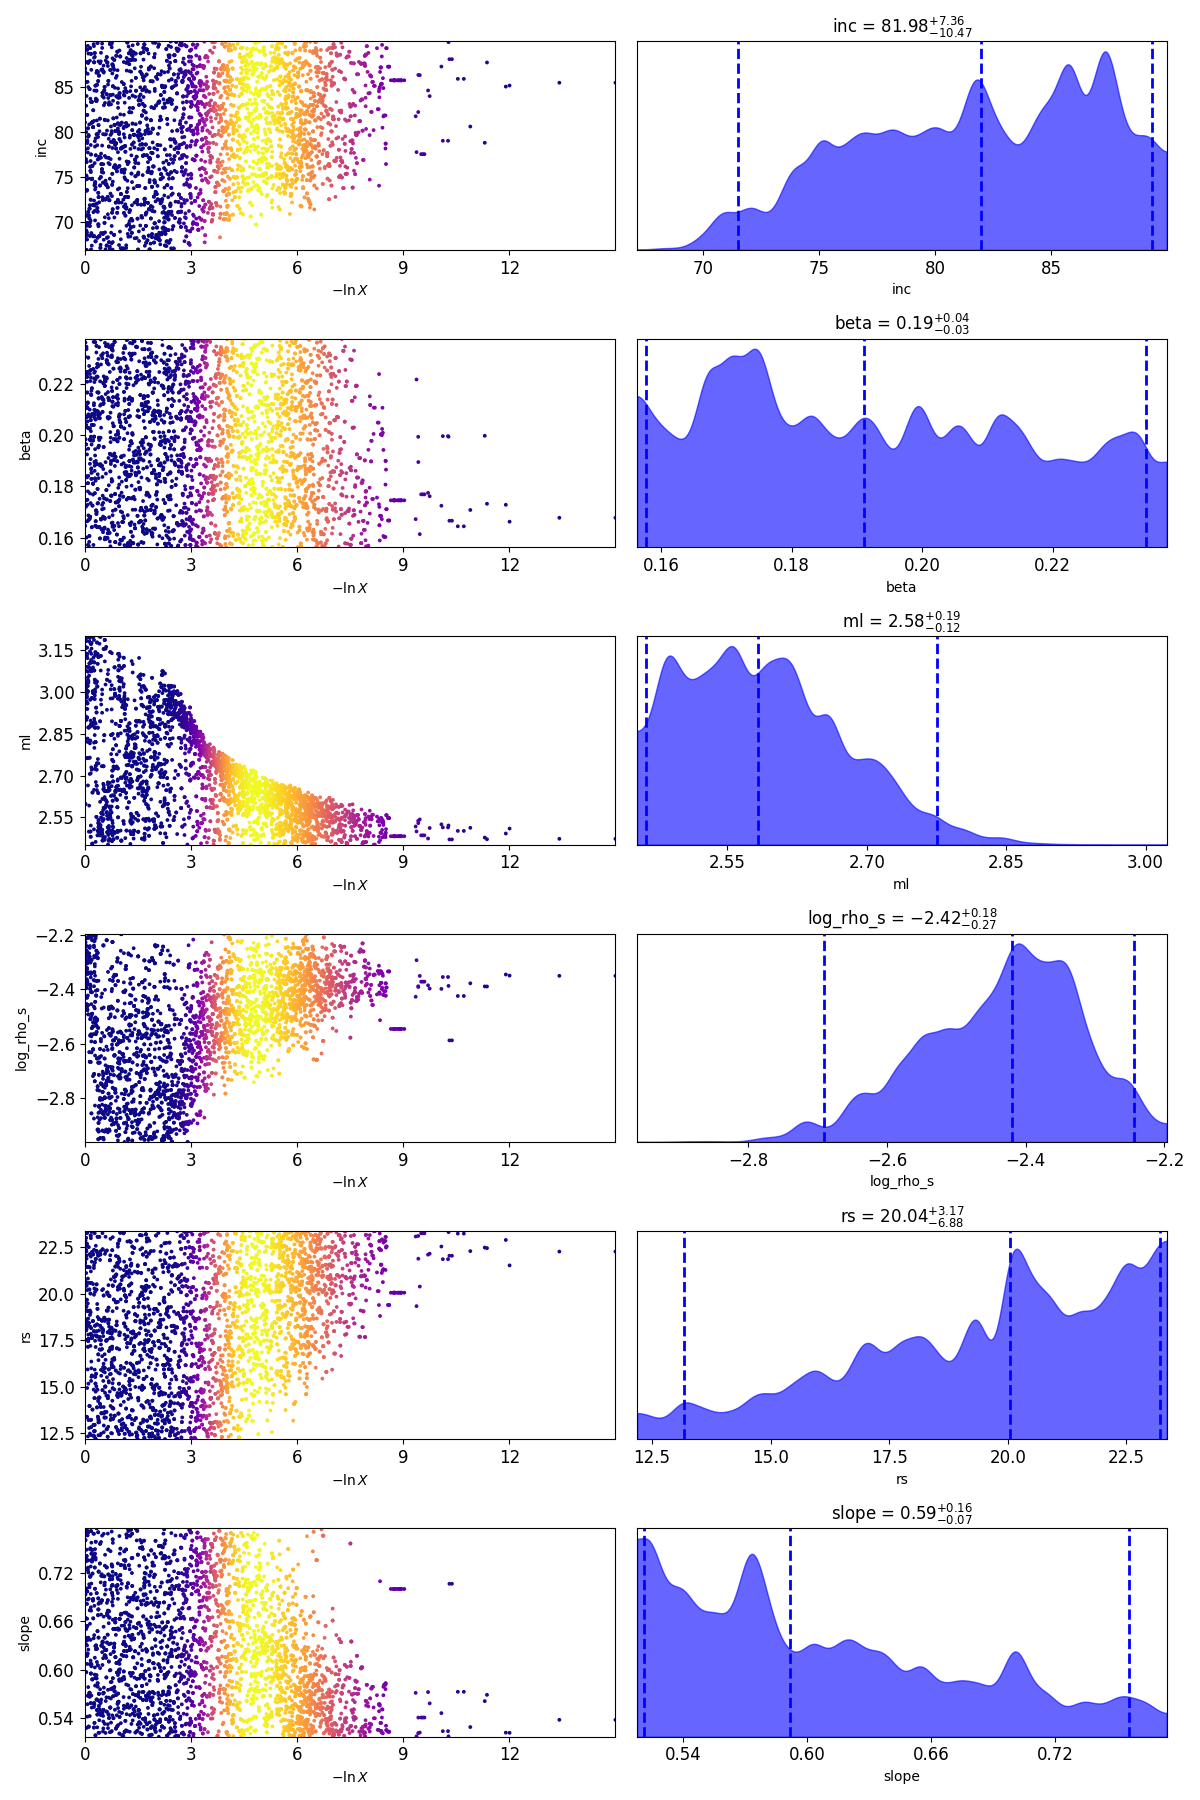 inc = 81.98+7.36 −10.47
85
80
75
70
inc
0 3 6 9 12
−ln X
70 75 80 85
inc
beta = 0.19+0.04 −0.03
0.22
0.20
0.18
0.16
beta
0 3 6 9 12
−ln X
0.16 0.18 0.20 0.22
beta
ml = 2.58+0.19 −0.12
3.15
3.00
2.85
2.70
2.55
ml
0 3 6 9 12
−ln X
2.55 2.70 2.85 3.00
ml
log_rho_s = −2.42+0.18 −0.27
−2.2
−2.4
−2.6
−2.8
log_rho_s
0 3 6 9 12
−ln X
−2.8 −2.6 −2.4 −2.2
log_rho_s
rs = 20.04+3.17 −6.88
22.5
20.0
17.5
15.0
12.5
rs
0 3 6 9 12
−ln X
12.5 15.0 17.5 20.0 22.5
rs
slope = 0.59+0.16 −0.07
0.72
0.66
0.60
0.54
slope
0 3 6 9 12
−ln X
0.54 0.60 0.66 0.72
slope